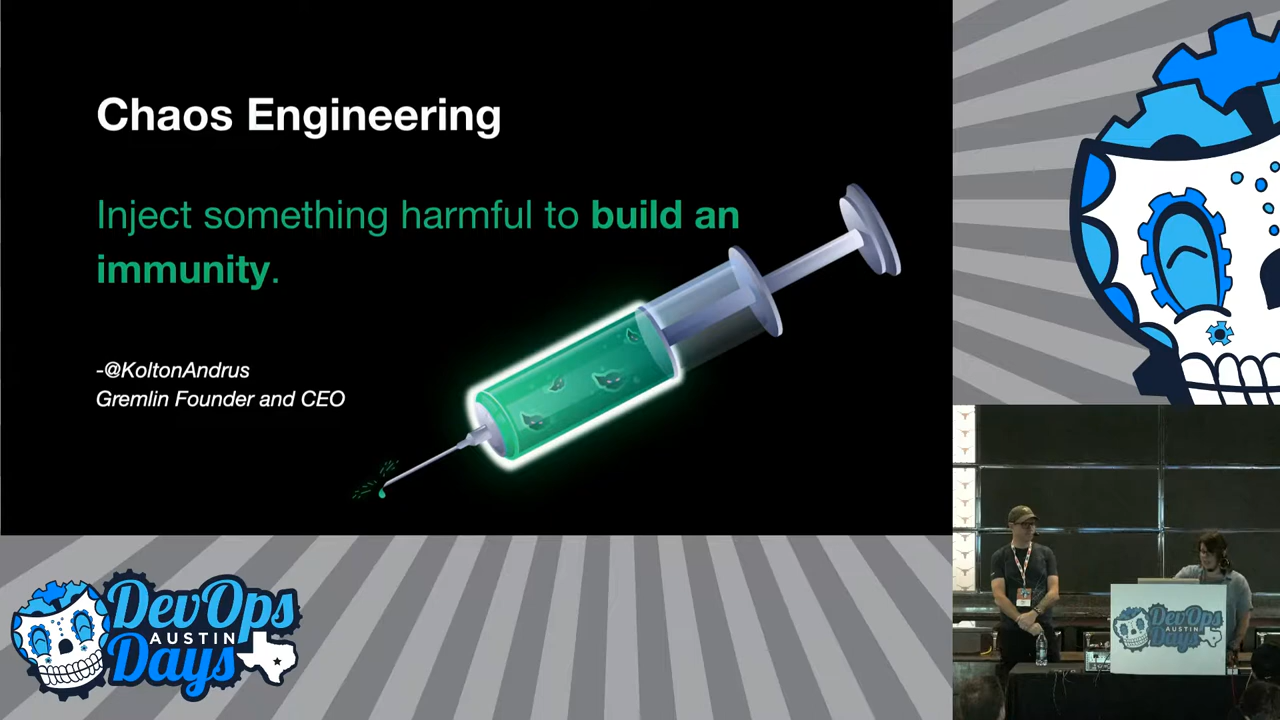 Chaos Engineering
Inject something harmful to build an
immunity.
-@KoltonAndrus
Gremlin Founder and CEO
DevOps
AUSTIN
Days
DevOps
AUSTIN
Days